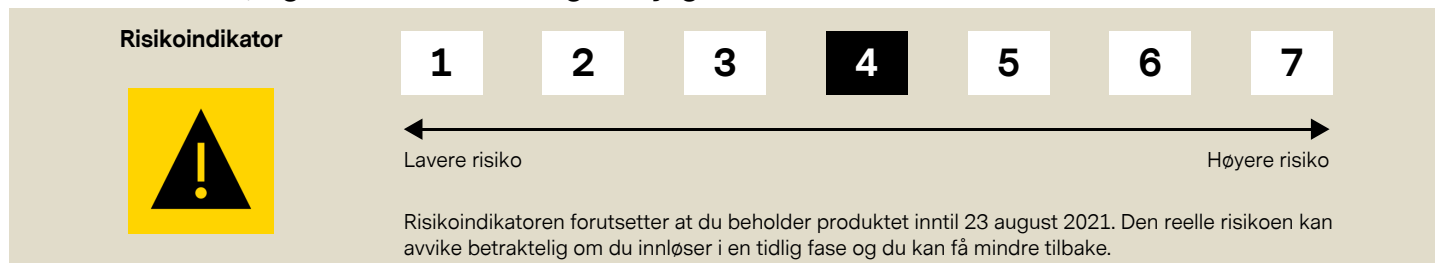 Risikoindikator
1 2 3 4 5 6 7
Lavere risiko Høyere risiko
Risikoindikatoren forutsetter at du beholder produktet inntil 23 august 2021. Den reelle risikoen kan
avvike betraktelig om du innløser i en tidlig fase og du kan få mindre tilbake.